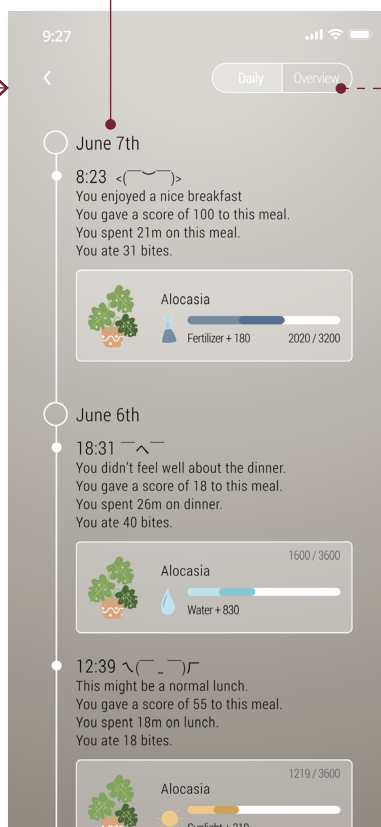 9:27
Daily Overview
June 7th
8:23 <(￣︶￣)>
You enjoyed a nice breakfast
You gave a score of 100 to this meal.
You spent 21m on this meal.
You ate 31 bites.
Alocasia
Fertilizer + 180 2020 / 3200
June 6th
18:31 ￣へ￣
You didn't feel well about the dinner.
You gave a score of 18 to this meal.
You spent 26m on dinner.
You ate 40 bites.
1600 / 3600
Alocasia
Water + 830
12:39 ㄟ(￣_￣)ㄏ
This might be a normal lunch.
You gave a score of 55 to this meal.
You spent 18m on lunch.
You ate 18 bites.
1219 / 3600
Alocasia
Sunlight + 210